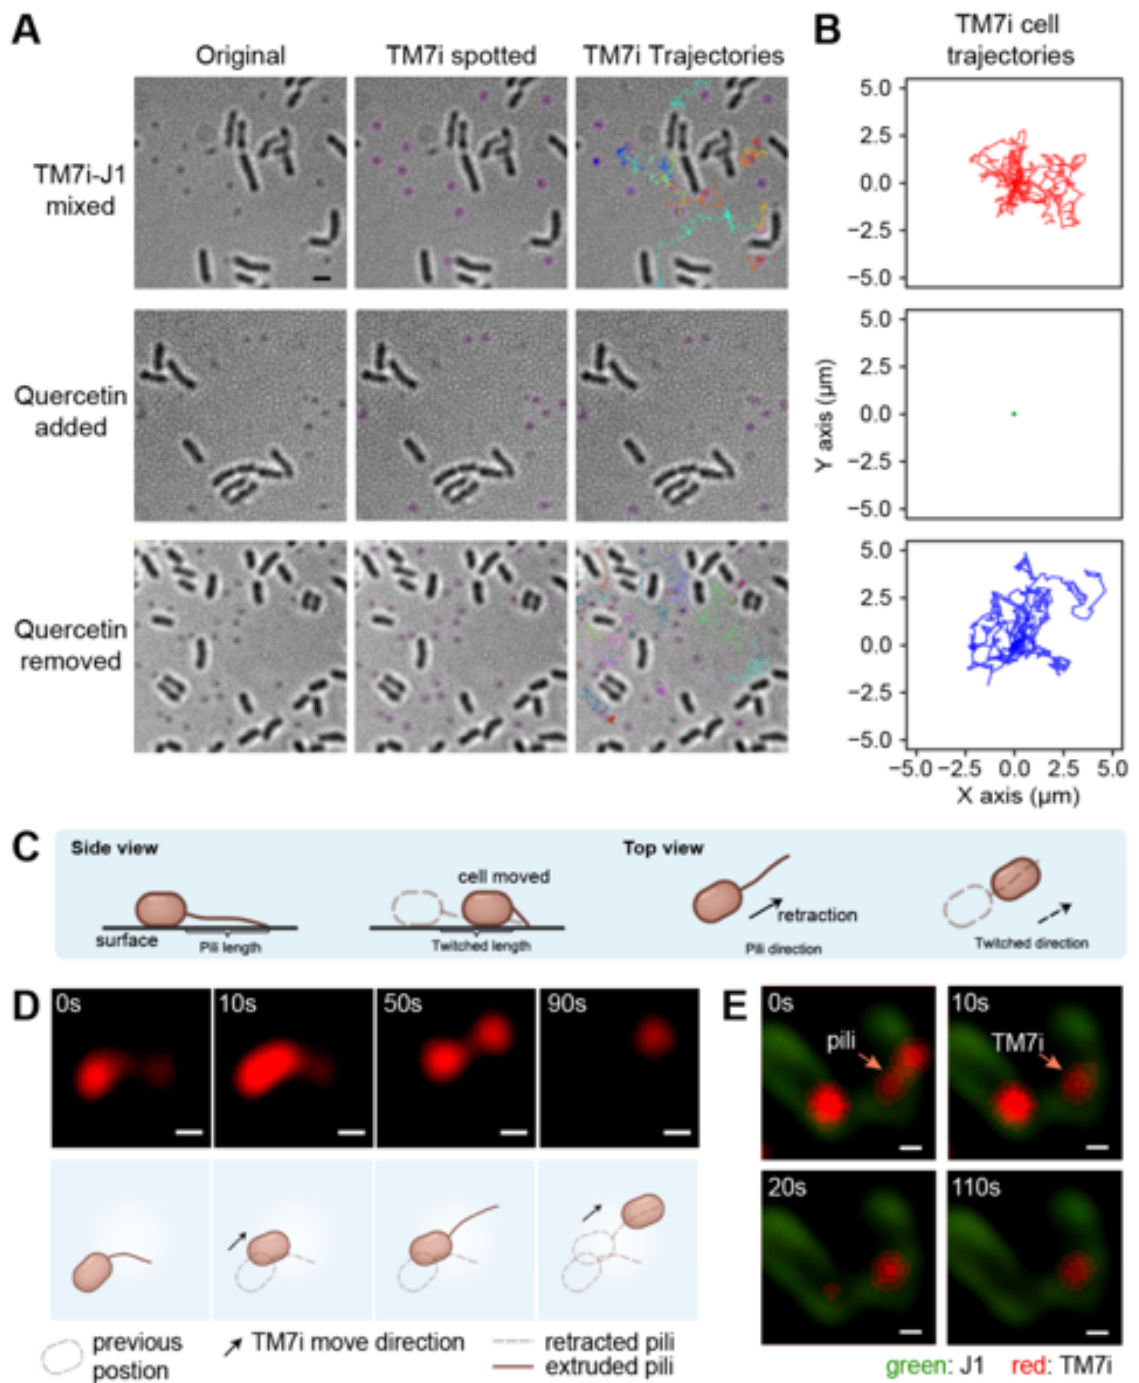 A
Original
TM7i spotted
TM7i Trajectories
B
TM7i cell
trajectories
TM7i-J1
mixed
5.0
2.5
0.0
−2.5
−5.0
Quercetin
added
5.0
2.5
0.0
−2.5
−5.0
Y axis (µm)
Quercetin
removed
5.0
2.5
0.0
−2.5
−5.0
−5.0 −2.5 0.0 2.5 5.0
X axis (µm)
C
Side view
surface
Pili length
cell moved
Twitched length
Top view
retraction
Pili direction
Twitched direction
D
0s
10s
50s
90s
previous
postion
TM7i move direction
retracted pili
extruded pili
E
0s
pili
10s
TM7i
20s
110s
green: J1 red: TM7i